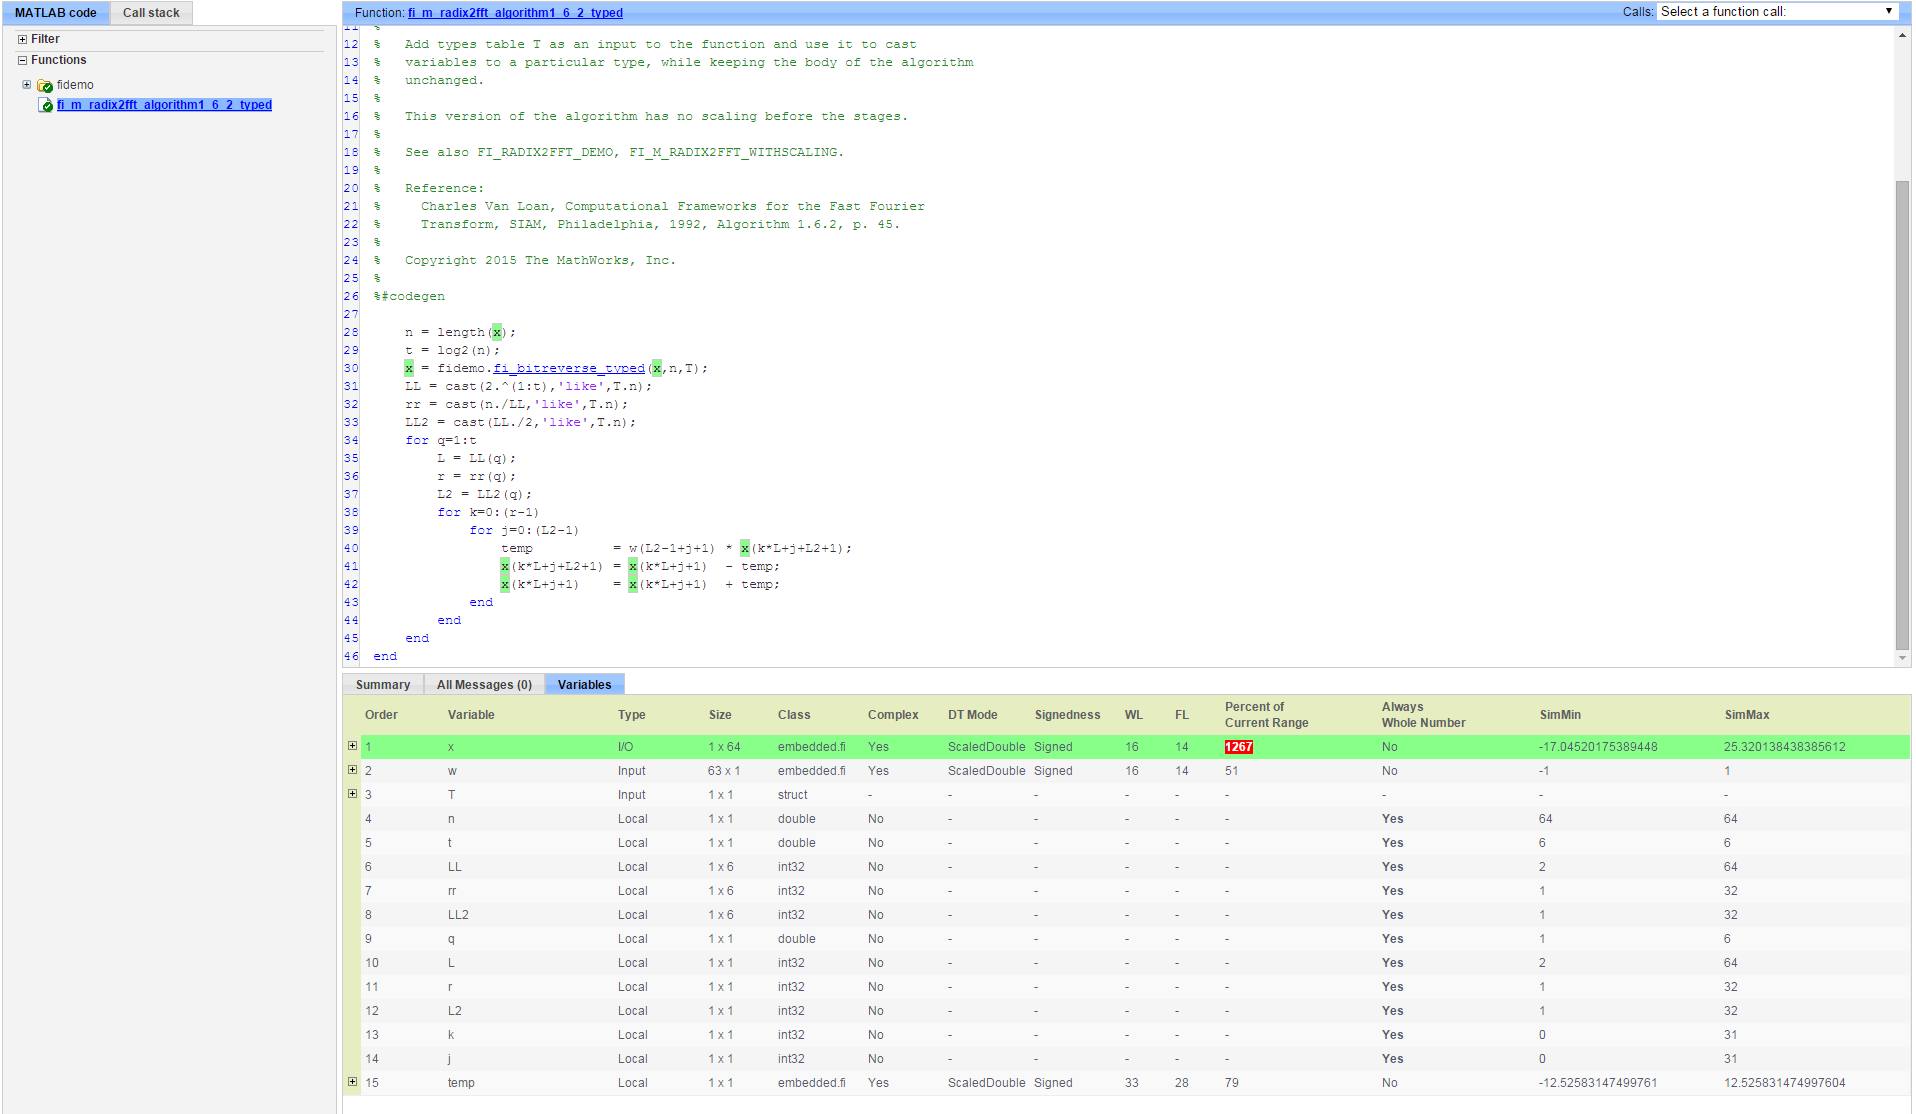 MATLAB code Call stack
Function: fi_m_radix2fft_algorithm1_6_2_typed Calls: Select a function call:
Filter
Functions
fidemo
fi_m_radix2fft_algorithm1_6_2_typed
11 %
12 % Add types table T as an input to the function and use it to cast
13 % variables to a particular type, while keeping the body of the algorithm
14 % unchanged.
15 %
16 % This version of the algorithm has no scaling before the stages.
17 %
18 % See also FI_RADIX2FFT_DEMO, FI_M_RADIX2FFT_WITHSCALING.
19 %
20 % Reference:
21 % Charles Van Loan, Computational Frameworks for the Fast Fourier
22 % Transform, SIAM, Philadelphia, 1992, Algorithm 1.6.2, p. 45.
23 %
24 % Copyright 2015 The MathWorks, Inc.
25 %
26 %#codegen
27
28 n = length(x);
29 t = log2(n);
30 x = fidemo.fi_bitreverse_typed(x,n,T);
31 LL = cast(2.^(1:t),'like',T.n);
32 rr = cast(n./LL,'like',T.n);
33 LL2 = cast(LL./2,'like',T.n);
34 for q=1:t
35 L = LL(q);
36 r = rr(q);
37 L2 = LL2(q);
38 for k=0:(r-1)
39 for j=0:(L2-1)
40 temp = w(L2-1+j+1) * x(k*L+j+L2+1);
41 x(k*L+j+L2+1) = x(k*L+j+1) - temp;
42 x(k*L+j+1) = x(k*L+j+1) + temp;
43 end
44 end
45 end
46 end
Summary All Messages (0) Variables
Order Variable Type Size Class Complex DT Mode Signedness WL FL Percent of Current Range Always Whole Number SimMin SimMax
1 x I/O 1 x 64 embedded.fi Yes ScaledDouble Signed 16 14 1267 No -17.04520175389448 25.320138438385612
2 w Input 63 x 1 embedded.fi Yes ScaledDouble Signed 16 14 51 No -1 1
3 T Input 1 x 1 struct - - - - - - - - -
4 n Local 1 x 1 double No - - - - - Yes 64 64
5 t Local 1 x 1 double No - - - - - Yes 6 6
6 LL Local 1 x 6 int32 No - - - - - Yes 2 64
7 rr Local 1 x 6 int32 No - - - - - Yes 1 32
8 LL2 Local 1 x 6 int32 No - - - - - Yes 1 32
9 q Local 1 x 1 double No - - - - - Yes 1 6
10 L Local 1 x 1 int32 No - - - - - Yes 2 64
11 r Local 1 x 1 int32 No - - - - - Yes 1 32
12 L2 Local 1 x 1 int32 No - - - - - Yes 1 32
13 k Local 1 x 1 int32 No - - - - - Yes 0 31
14 j Local 1 x 1 int32 No - - - - - Yes 0 31
15 temp Local 1 x 1 embedded.fi Yes ScaledDouble Signed 33 28 79 No -12.52583147499761 12.525831474997604